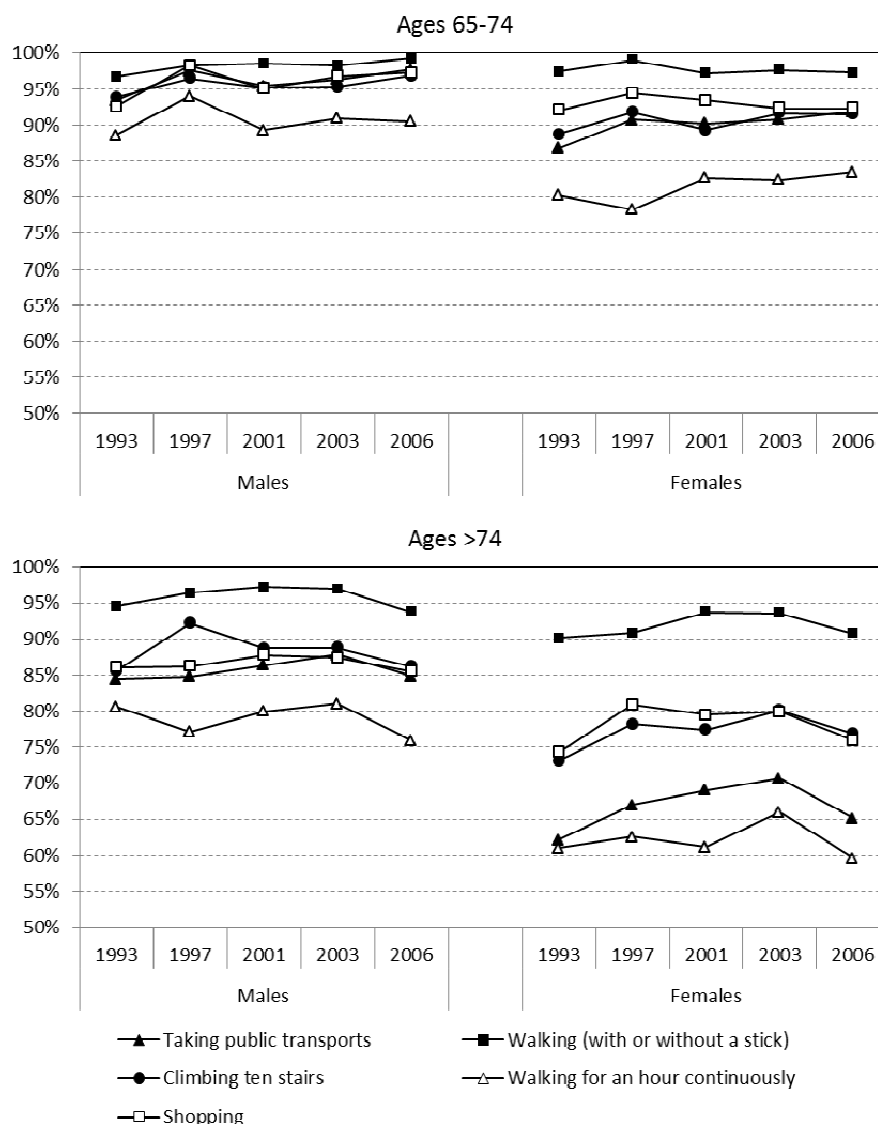 Ages 65-74
100%
95%
90%
85%
80%
75%
70%
65%
60%
55%
50%
1993 1997 2001 2003 2006 1993 1997 2001 2003 2006
Males Females
Ages >74
100%
95%
90%
85%
80%
75%
70%
65%
60%
55%
50%
1993 1997 2001 2003 2006 1993 1997 2001 2003 2006
Males Females
Taking public transports Walking (with or without a stick)
Climbing ten stairs Walking for an hour continuously
Shopping